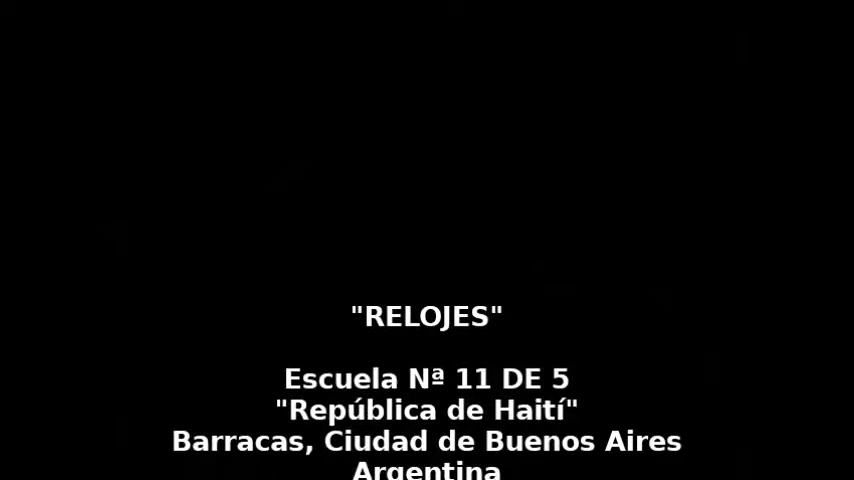 "RELOJES"
Escuela Nª 11 DE 5
"República de Haití"
Barracas, Ciudad de Buenos Aires
Argentina